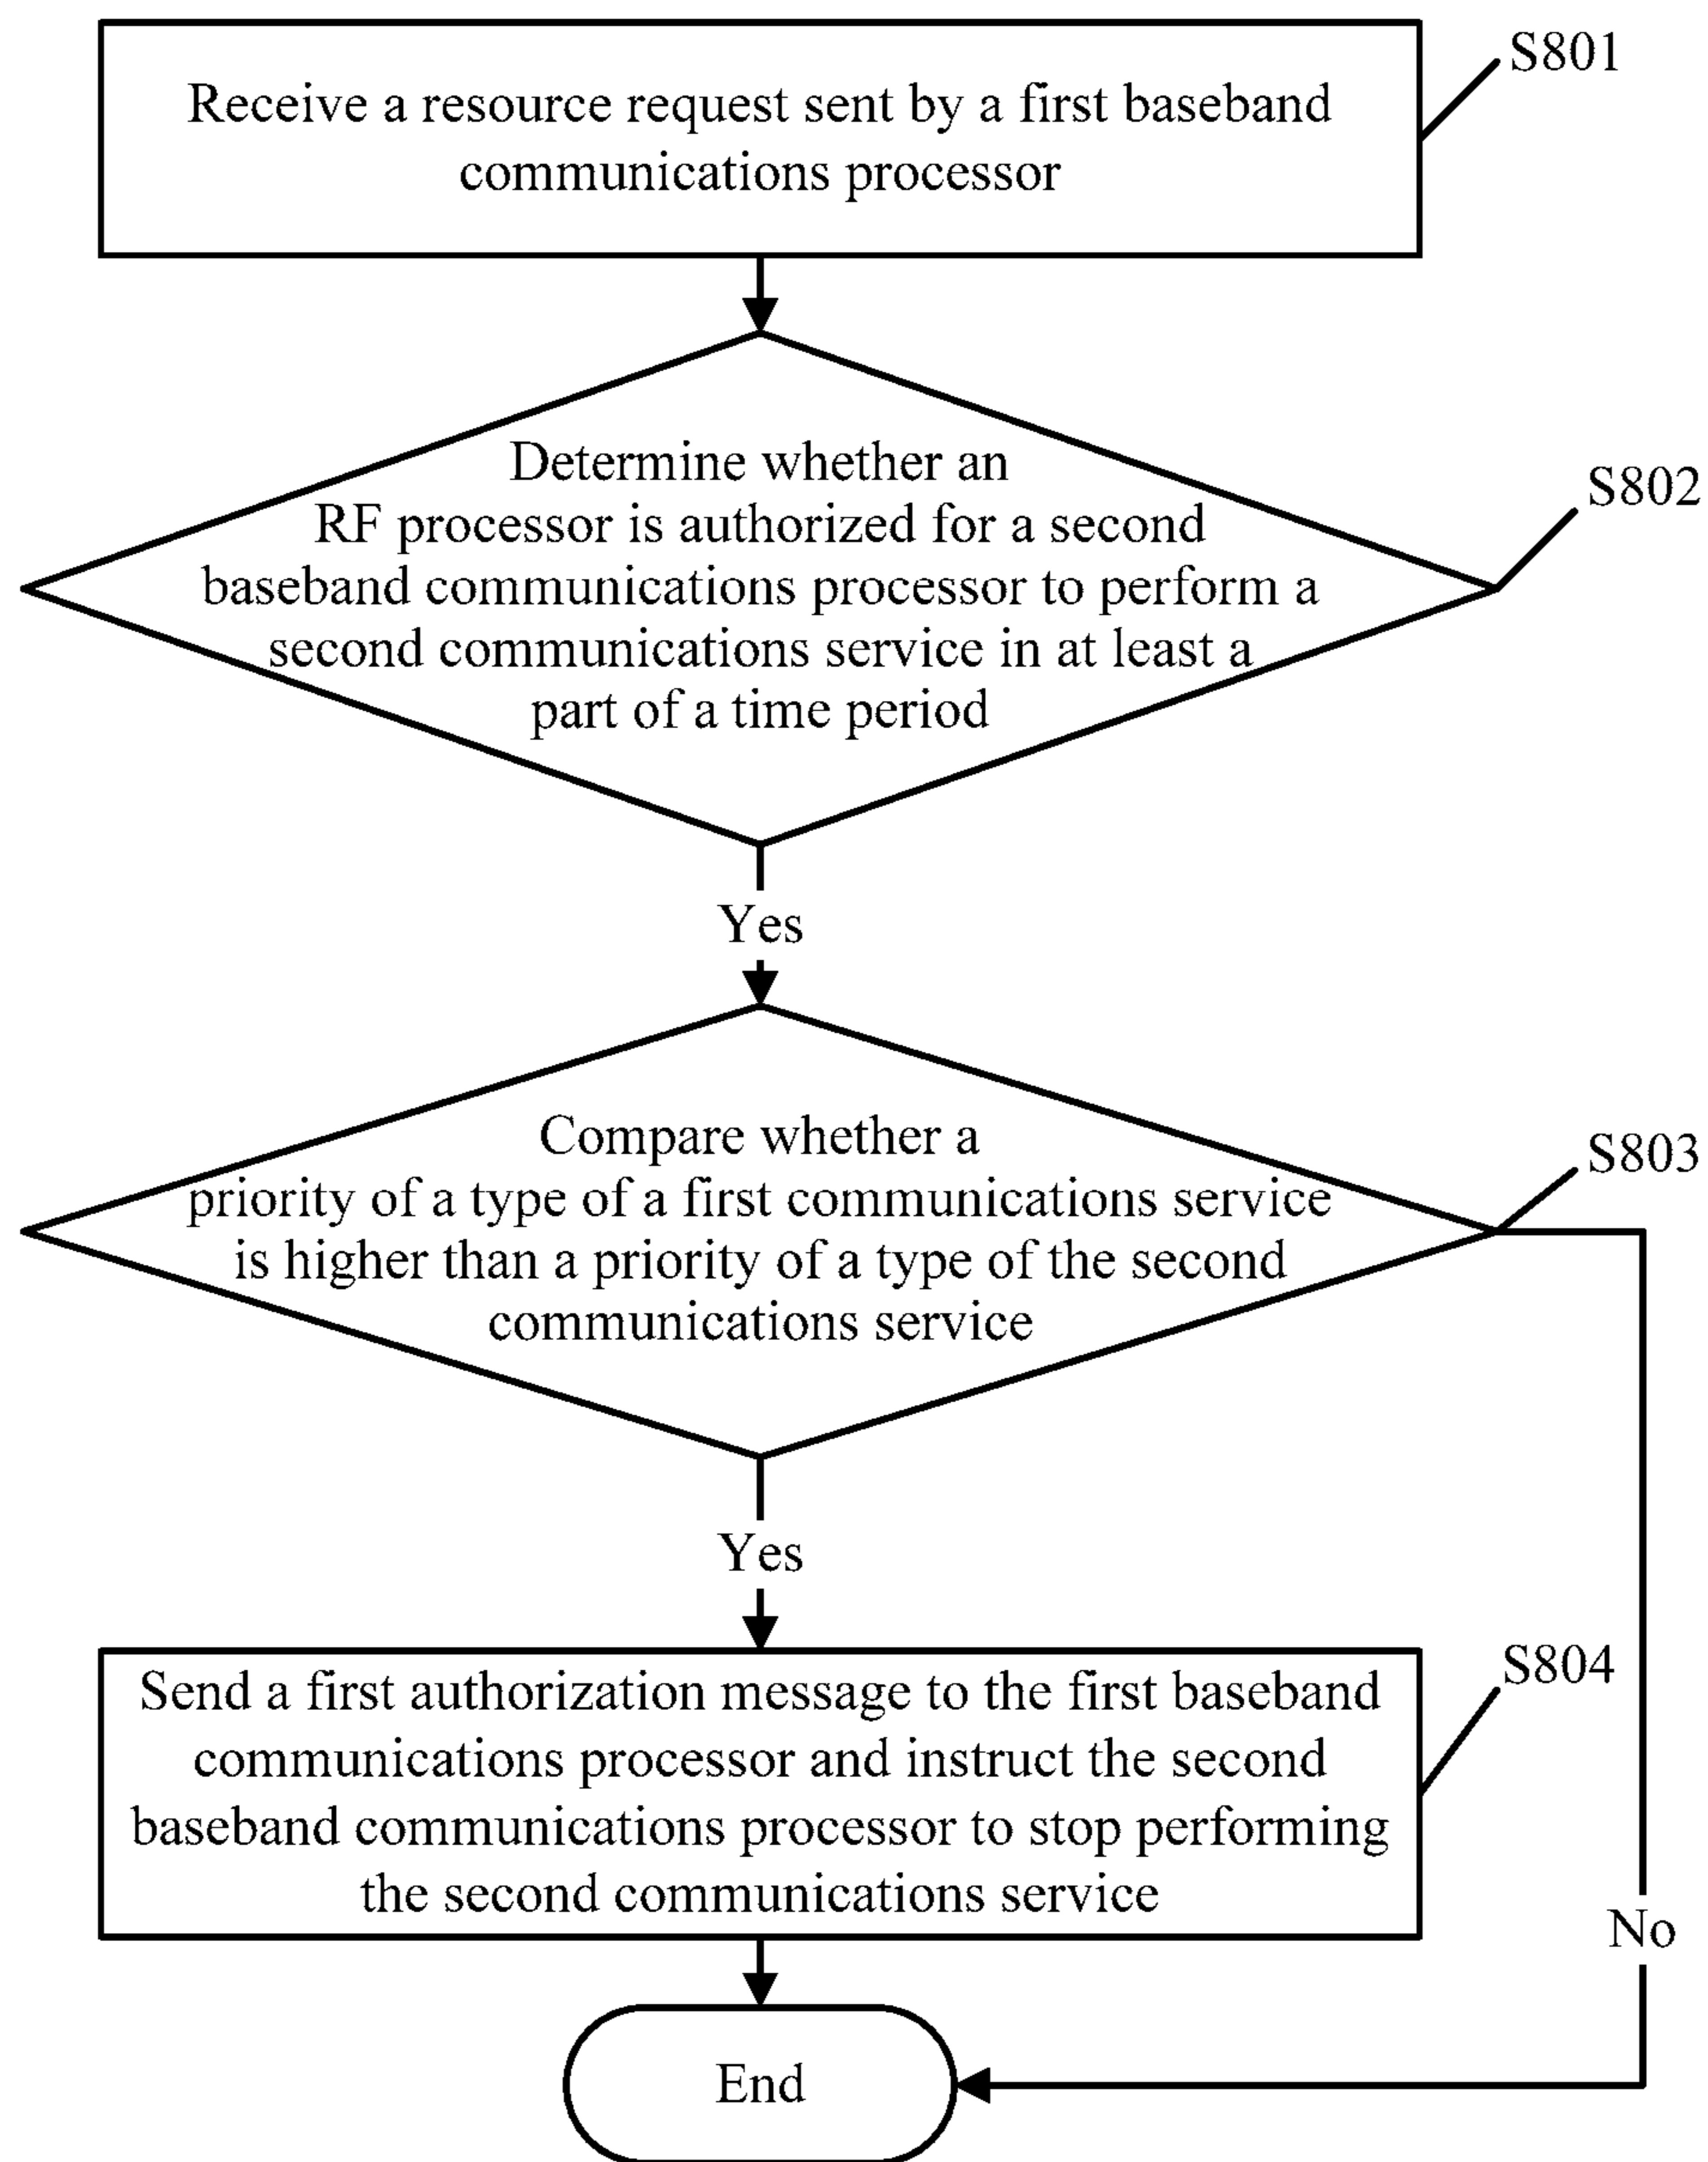 Receive a resource request sent by a first baseband
communications processor
S801
Determine whether an
RF processor is authorized for a second
baseband communications processor to perform a
second communications service in at least a
part of a time period
S802
Yes
Compare whether a
priority of a type of a first communications service
is higher than a priority of a type of the second
communications service
S803
Yes
Send a first authorization message to the first baseband
communications processor and instruct the second
baseband communications processor to stop performing
the second communications service
S804
No
End